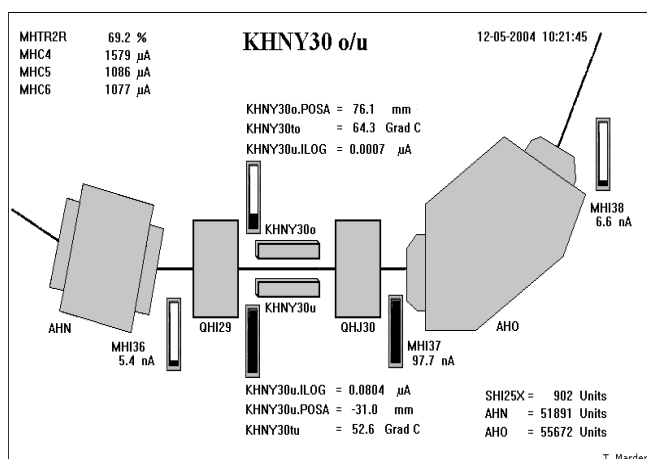 MHTR2R 69.2 %
MHC4 1579 µA
MHC5 1086 µA
MHC6 1077 µA
KHNY30 o/u
12-05-2004 10:21:45
KHNY30o.POSA = 76.1 mm
KHNY30to = 64.3 Grad C
KHNY30u.ILOG = 0.0007 µA
MHI38
6.6 nA
KHNY30o
KHNY30u
AHN
QHI29
QHJ30
AHO
MHI36
5.4 nA
MHI37
97.7 nA
KHNY30u.ILOG = 0.0804 µA
KHNY30u.POSA = -31.0 mm
KHNY30tu = 52.6 Grad C
SHI25X = 902 Units
AHN = 51891 Units
AHO = 55672 Units